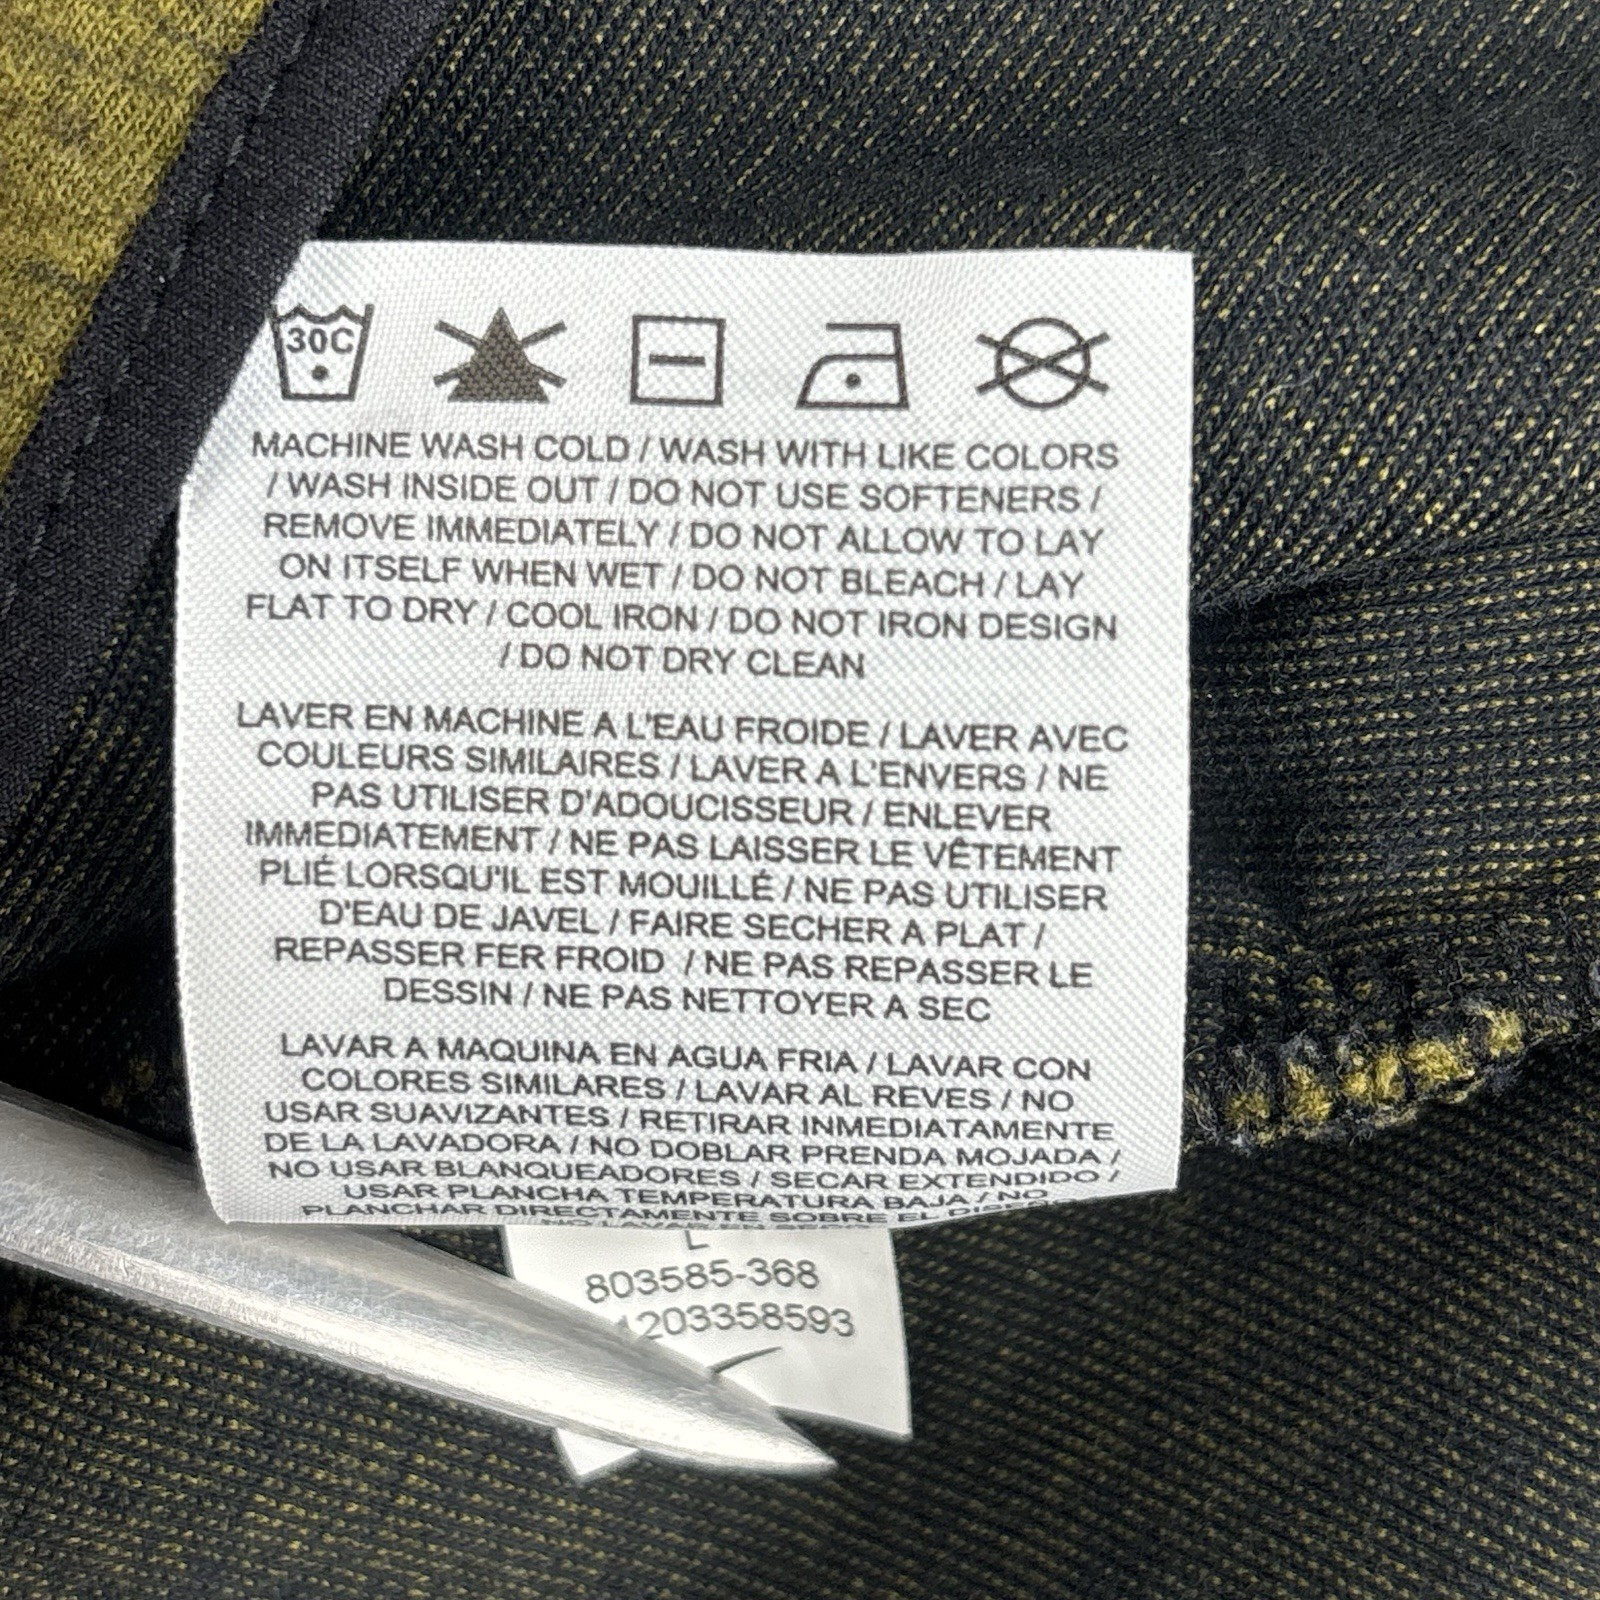 30C
MACHINE WASH COLD / WASH WITH LIKE COLORS
/ WASH INSIDE OUT / DO NOT USE SOFTENERS /
REMOVE IMMEDIATELY / DO NOT ALLOW TO LAY
ON ITSELF WHEN WET / DO NOT BLEACH / LAY
FLAT TO DRY / COOL IRON / DO NOT IRON DESIGN
/ DO NOT DRY CLEAN
LAVER EN MACHINE A L'EAU FROIDE / LAVER AVEC
COULEURS SIMILAIRES / LAVER A L'ENVERS / NE
PAS UTILISER D'ADOUCISSEUR / ENLEVER
IMMEDIATEMENT / NE PAS LAISSER LE VÊTEMENT
PLIÉ LORSQU'IL EST MOUILLÉ / NE PAS UTILISER
D'EAU DE JAVEL / FAIRE SECHER A PLAT /
REPASSER FER FROID / NE PAS REPASSER LE
DESSIN / NE PAS NETTOYER A SEC
LAVAR A MAQUINA EN AGUA FRIA / LAVAR CON
COLORES SIMILARES / LAVAR AL REVES / NO
USAR SUAVIZANTES / RETIRAR INMEDIATAMENTE
DE LA LAVADORA / NO DOBLAR PRENDA MOJADA /
NO USAR BLANQUEADORES / SECAR EXTENDIDO /
USAR PLANCHA TEMPERATURA BAJA / NO
PLANCHAR DIRECTAMENTE SOBRE EL
L
803585-368
203358593